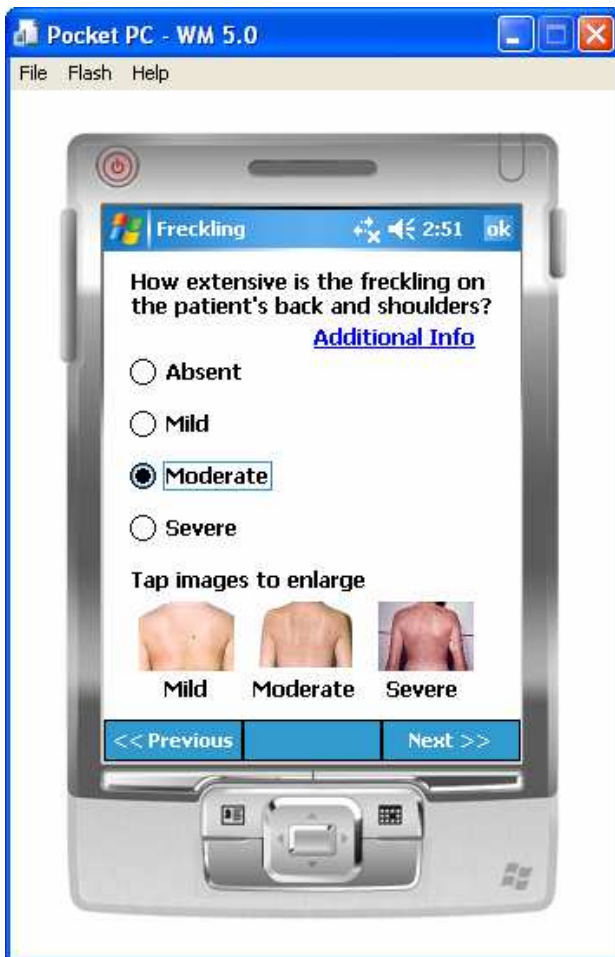 Pocket PC - WM 5.0
File Flash Help
Freckling 2:51 ok
How extensive is the freckling on
the patient's back and shoulders?
Additional Info
Absent
Mild
Moderate
Severe
Tap images to enlarge
Mild Moderate Severe
<< Previous Next >>